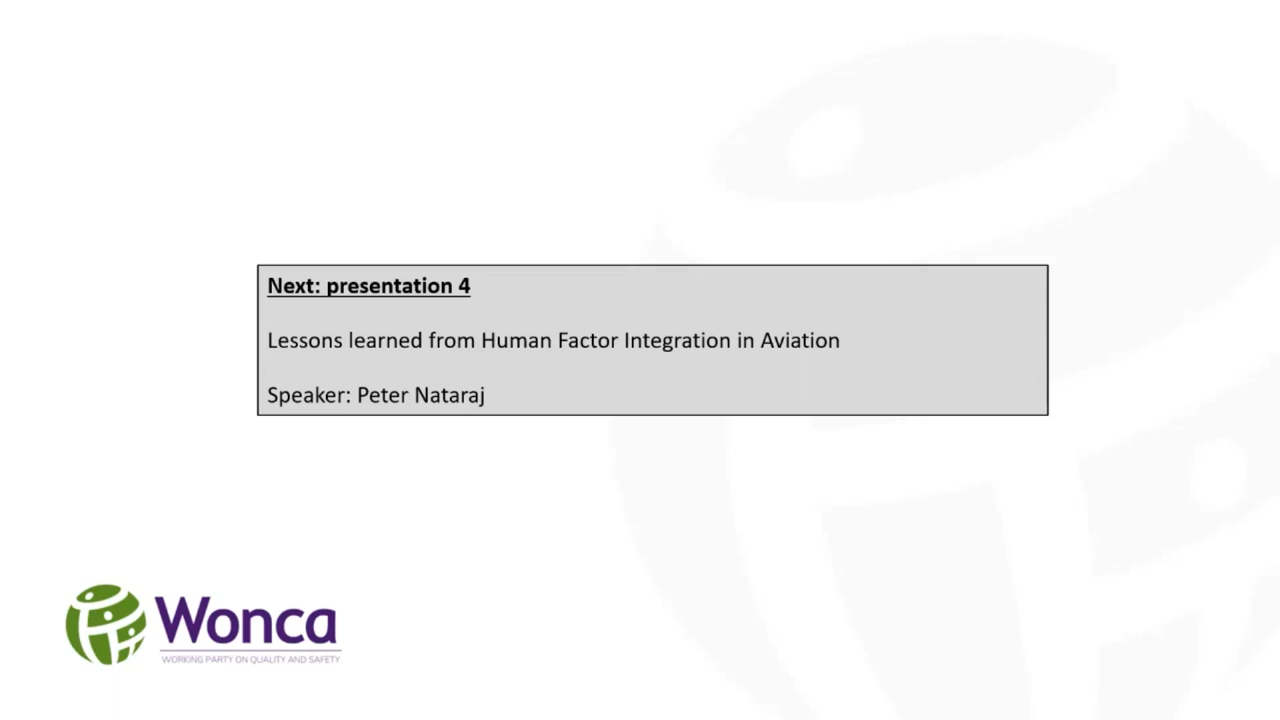 Next: presentation 4
Lessons learned from Human Factor Integration in Aviation
Speaker: Peter Nataraj
Wonca
WORKING PARTY ON QUALITY AND SAFETY